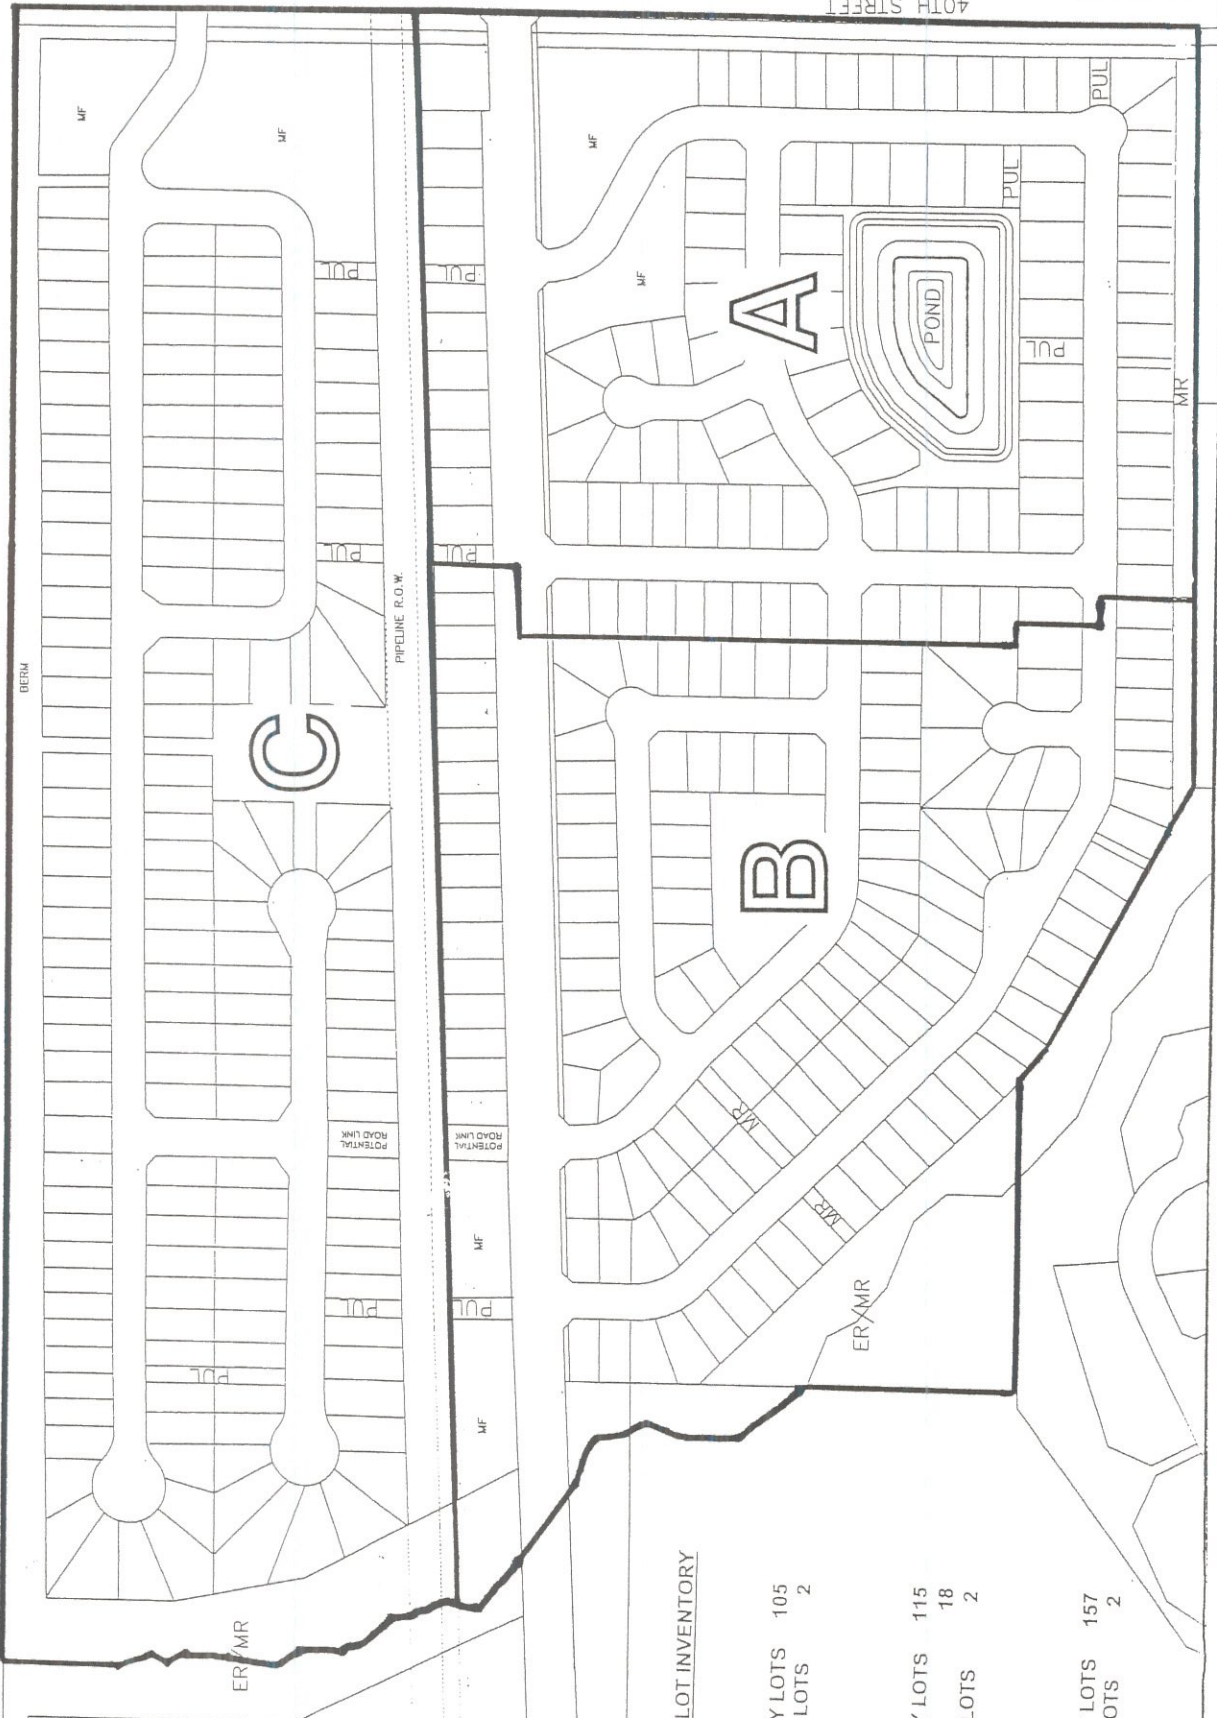 40TH STREET
MF
MF
MF
PUL
PUL
PUL
PUL
MF
A
POND
PUL
MR
PUL
PUL
PIPELINE R.O.W.
BERM
C
B
POTENTIAL
ROAD LINK
POTENTIAL
ROAD LINK
MR
MR
MF
PUL
PUL
PUL
MF
ER/MR
ER/MR
LOT INVENTORY
Y LOTS 105
LOTS 2
Y LOTS 115
18
LOTS 2
LOTS 157
OTS 2